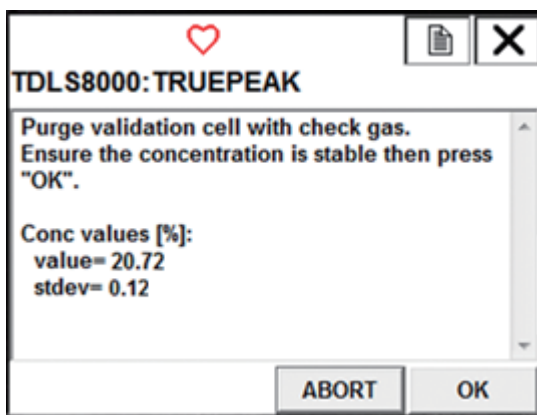 TDLS8000:TRUEPEAK
Purge validation cell with check gas.
Ensure the concentration is stable then press
"OK".
Conc values [%]:
value= 20.72
stdev= 0.12
ABORT
OK